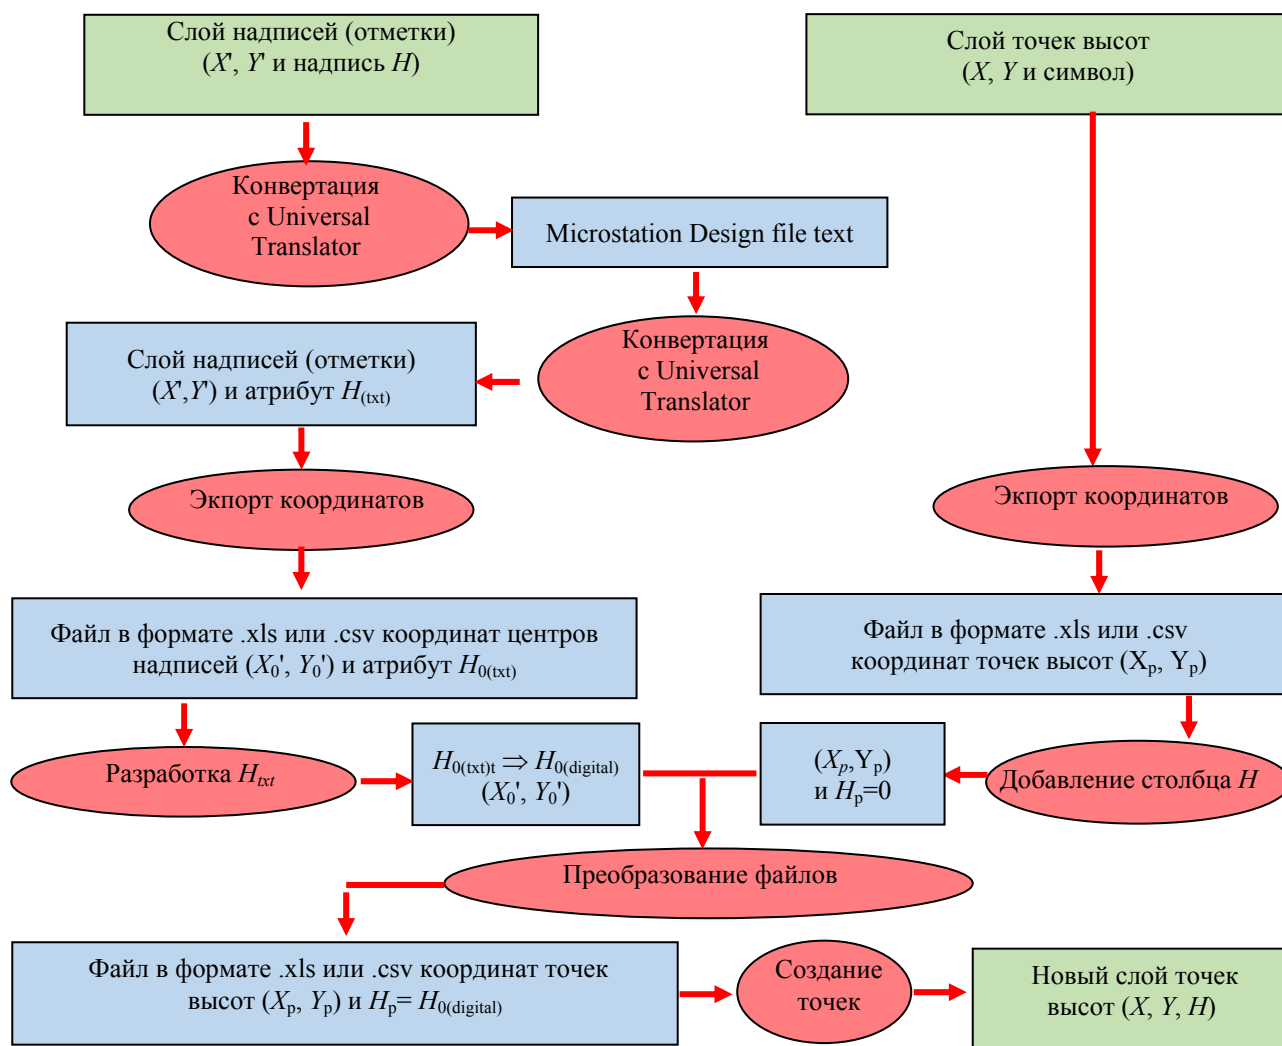 Слой надписей (отметки)
(X', Y' и надпись H)
Слой точек высот
(X, Y и символ)
Конвертация
с Universal
Translator
Microstation Design file text
Конвертация
с Universal
Translator
Слой надписей (отметки)
(X',Y') и атрибут H(txt)
Экпорт координатов
Экпорт координатов
Файл в формате .xls или .csv координат центров
надписей (X0', Y0') и атрибут H0(txt)
Файл в формате .xls или .csv
координат точек высот (Xp, Yp)
Разработка Htxt
H0(txt)t ⇒ H0(digital)
(X0', Y0')
(Xp,Yp)
и Hp=0
Добавление столбца H
Преобразование файлов
Файл в формате .xls или .csv координат точек
высот (Xp, Yp) и Hp= H0(digital)
Создание
точек
Новый слой точек
высот (X, Y, H)